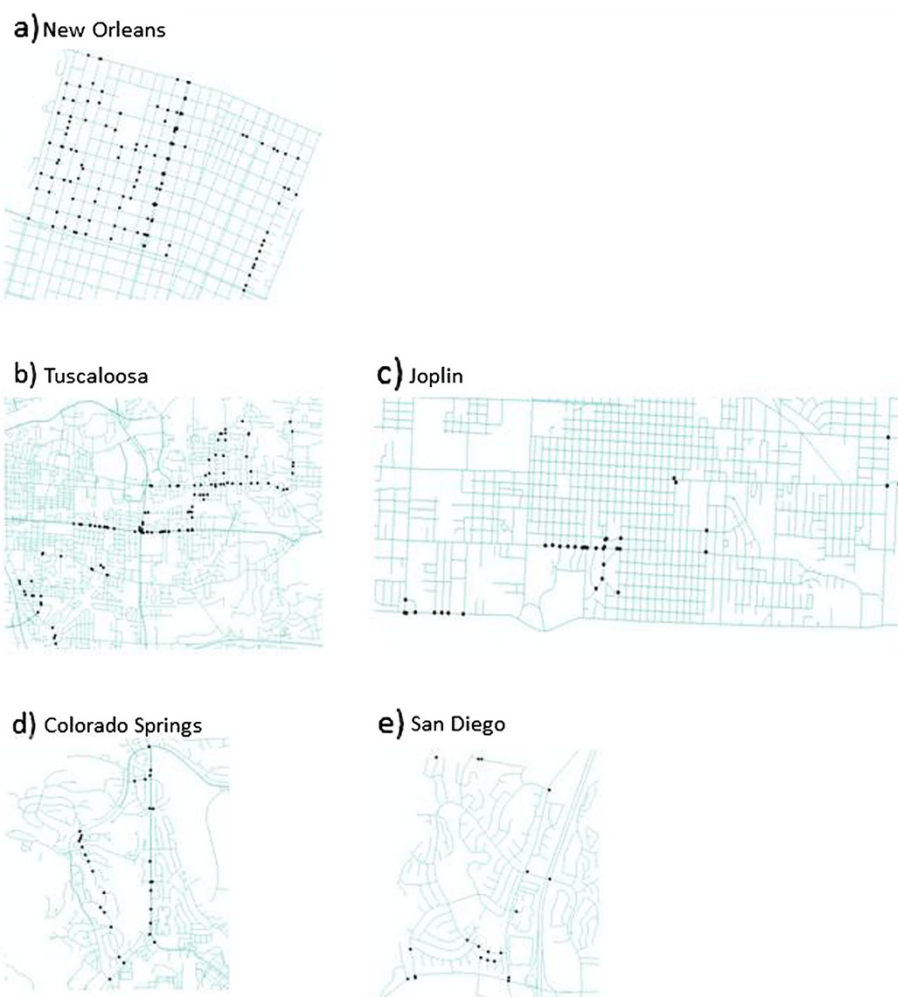 a) New Orleans
b) Tuscaloosa
c) Joplin
d) Colorado Springs
e) San Diego